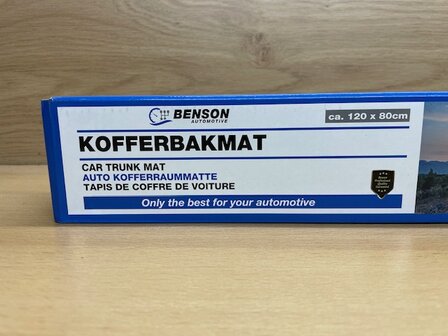 BENSON
AUTOMOTIVE
ca. 120 x 80cm
KOFFERBAKMAT
CAR TRUNK MAT
AUTO KOFFERRAUMMATTE
TAPIS DE COFFRE DE VOITURE
Only the best for your automotive